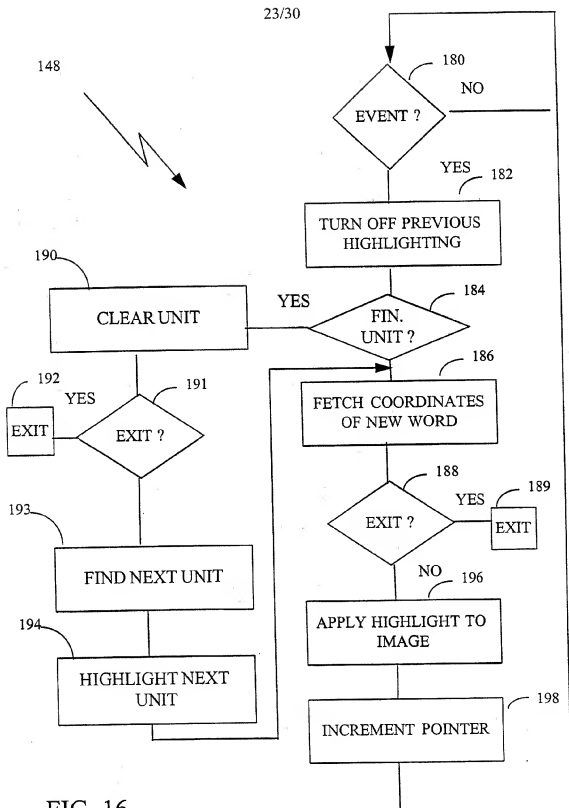 23/30
148
180
EVENT ?
NO
YES
182
TURN OFF PREVIOUS
HIGHLIGHTING
184
FIN.
UNIT ?
YES
190
CLEAR UNIT
192
YES
191
EXIT
EXIT ?
193
FIND NEXT UNIT
194
HIGHLIGHT NEXT
UNIT
186
FETCH COORDINATES
OF NEW WORD
188
EXIT ?
YES
189
EXIT
NO
196
APPLY HIGHLIGHT TO
IMAGE
198
INCREMENT POINTER
FIG. 16